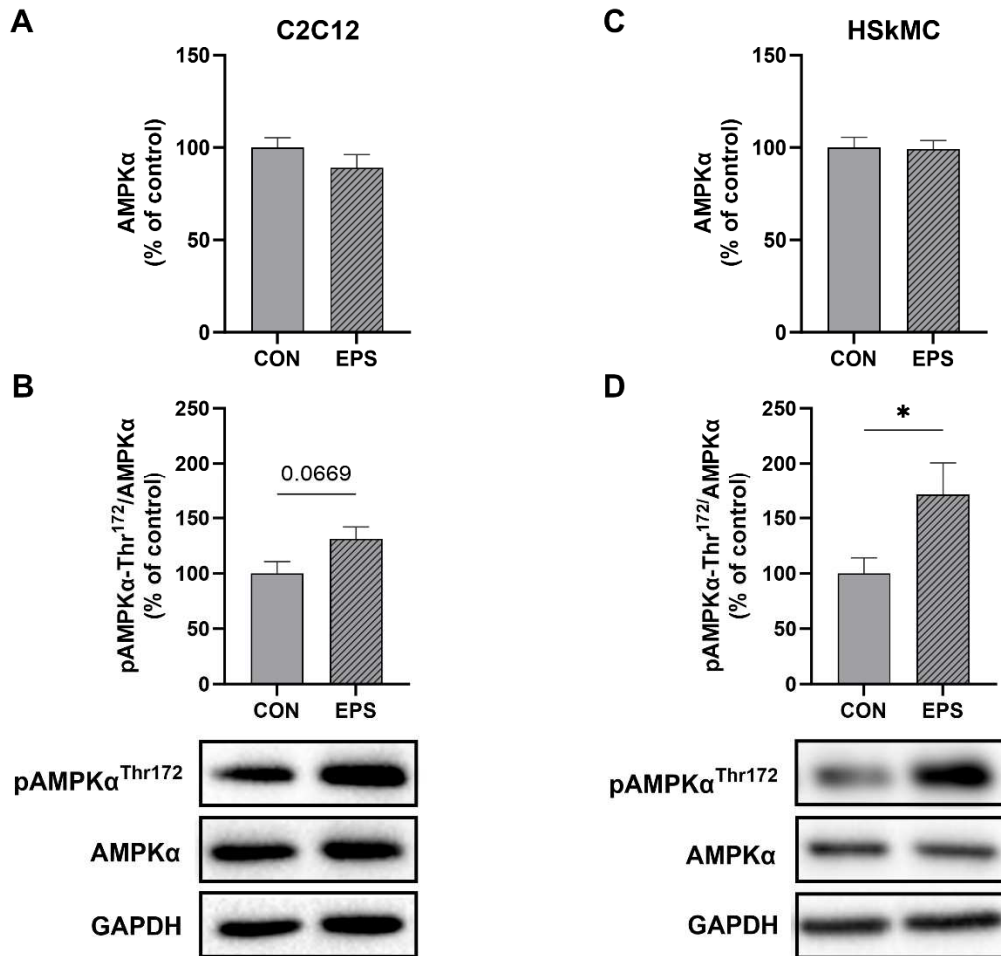 A
C2C12
AMPKα
(% of control)
150
100
50
0
CON EPS
B
pAMPKα-Thr¹⁷²/AMPKα
(% of control)
250
200
150
100
50
0
0.0669
CON EPS
pAMPKαᵀʰʳ¹⁷²
AMPKα
GAPDH
C
HSkMC
AMPKα
(% of control)
150
100
50
0
CON EPS
D
pAMPKα-Thr¹⁷²⁄AMPKα
(% of control)
250
200
150
100
50
0
*
CON EPS
pAMPKαᵀʰʳ¹⁷²
AMPKα
GAPDH